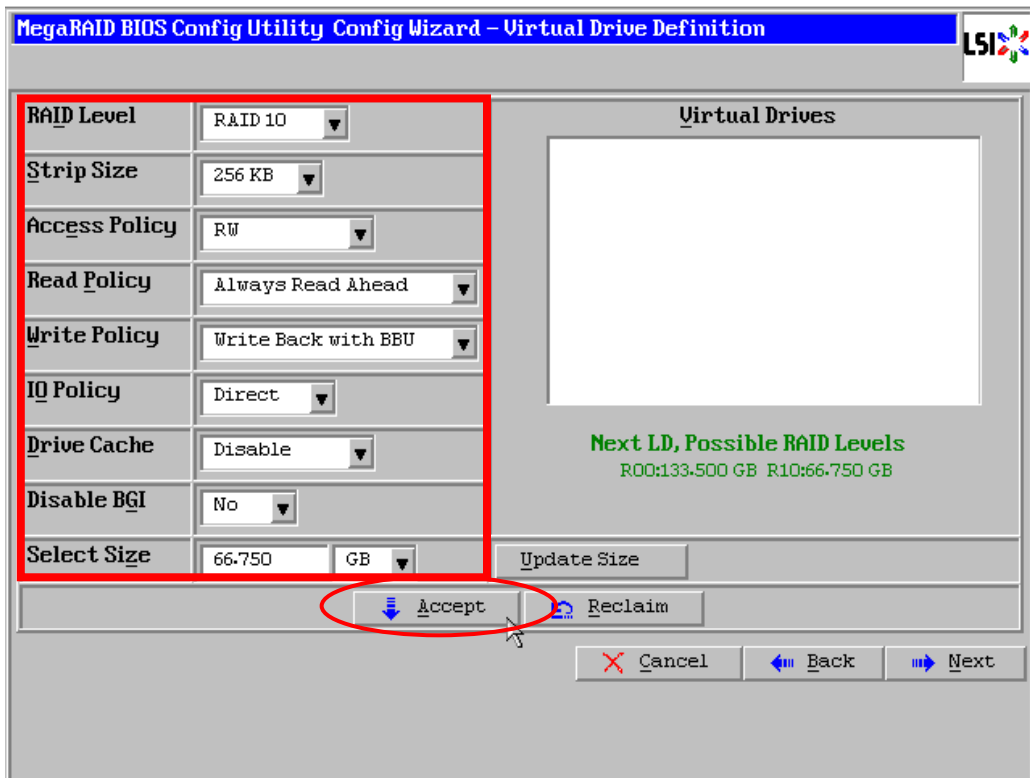 MegaRAID BIOS Config Utility Config Wizard – Virtual Drive Definition
LSI
RAID Level RAID 10
Strip Size 256 KB
Access Policy RW
Read Policy Always Read Ahead
Write Policy Write Back with BBU
IO Policy Direct
Drive Cache Disable
Disable BGI No
Select Size 66.750 GB
Virtual Drives
Next LD, Possible RAID Levels
R00:133.500 GB R10:66.750 GB
Update Size
Accept Reclaim
Cancel Back Next